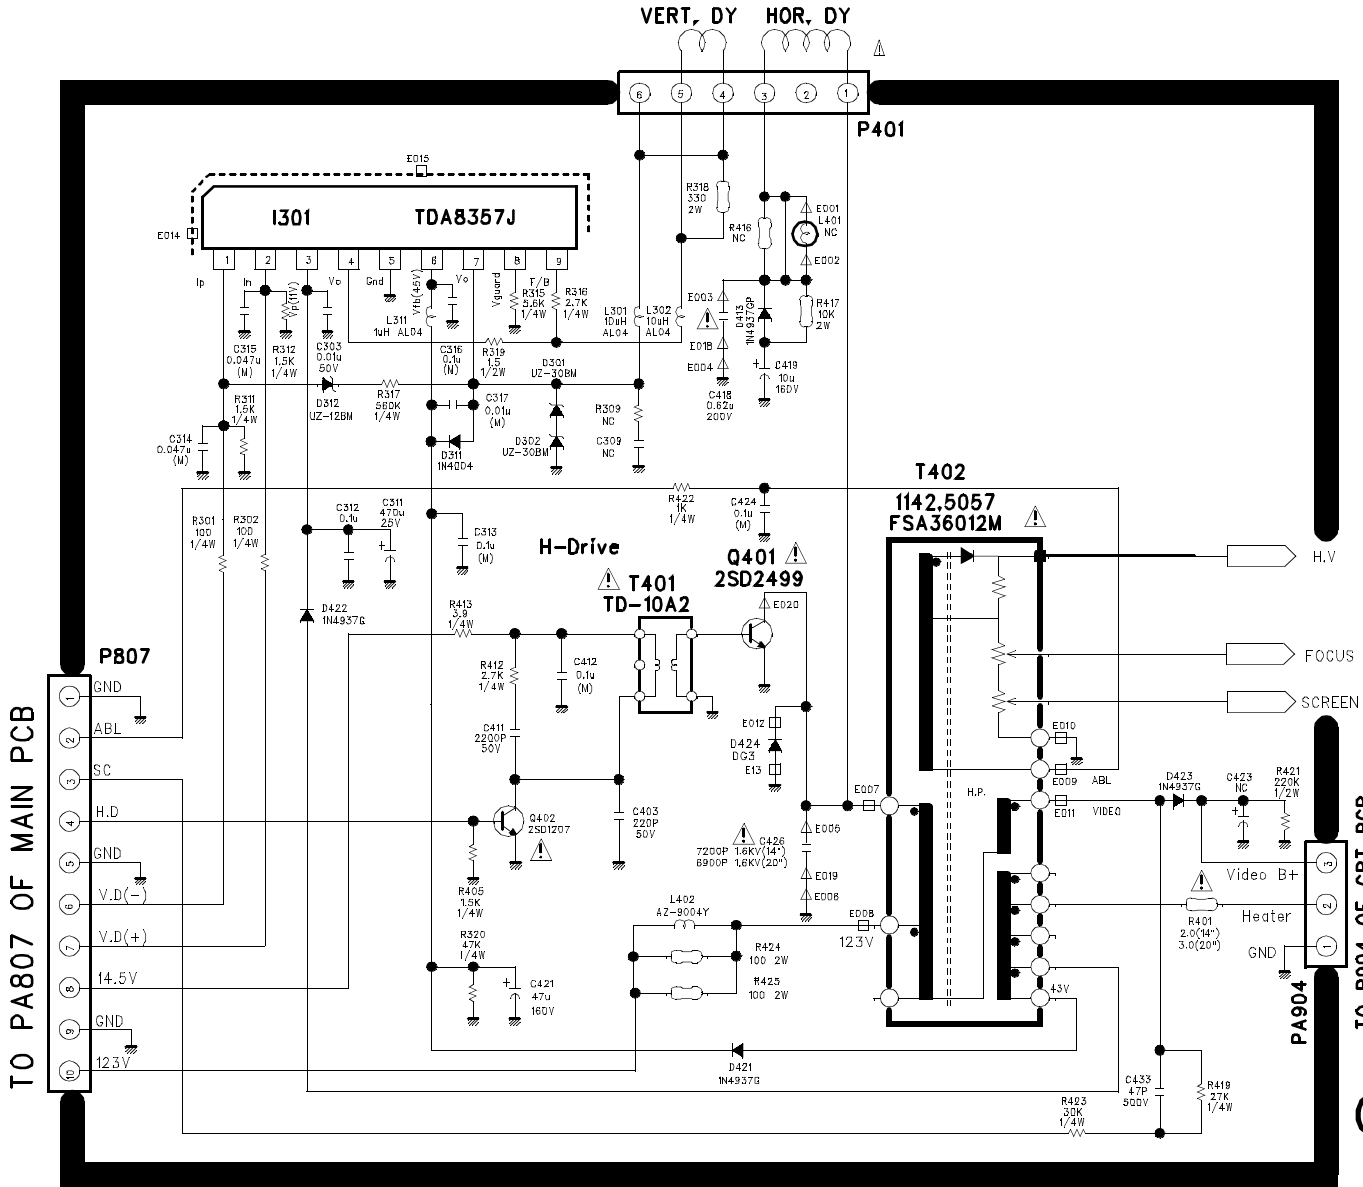 VERT, DY HOR, DY
6 5 4 3 2 1
P401
E015
I301 TDA8357J
E014
1 2 3 4 5 6 7 8 9
Ip In Vp(11V) Vo Gnd Vfb(45V) Vo Vguard F/B
R318
330
2W
R416
NC
E001
L401
NC
E002
C315
0.047u
(M)
R312
1.5K
1/4W
C303
0.01u
50V
L311
1uH AL04
C316
0.1u
(M)
R319
1.5
1/2W
R315
5.6K
1/4W
R316
2.7K
1/4W
L301
10uH
AL04
L302
10uH
AL04
E003
E018
E004
D413
1N4937GP
R417
10K
2W
C419
10u
160V
C418
0.62u
200V
D301
UZ-30BM
R311
1.5K
1/4W
D312
UZ-12BM
R317
560K
1/4W
C317
0.01u
(M)
C314
0.047u
(M)
D311
1N4004
D302
UZ-30BM
R309
NC
C309
NC
R301
100
1/4W
R302
100
1/4W
C312
0.1u
C311
470u
25V
C313
0.1u
(M)
R422
1K
1/4W
C424
0.1u
(M)
T402
1142,5057
FSA36012M
H-Drive
T401
TD-10A2
Q401
2SD2499
E020
H.V
FOCUS
SCREEN
D422
1N4937G
R413
3.9
1/4W
R412
2.7K
1/4W
C412
0.1u
(M)
C411
2200P
50V
P807
TO PA807 OF MAIN PCB
1 GND
2 ABL
3 SC
4 H.D
5 GND
6 V.D(-)
7 V.D(+)
8 14.5V
9 GND
10 123V
E012
D424
DG3
E13
E010
E009 ABL
E011 VIDEO
H.P.
E007
Q402
2SD1207
C403
220P
50V
C426
7200P 1.6KV(14")
6900P 1.6KV(20")
E005
E019
E006
D423
1N4937G
C423
NC
R421
220K
1/2W
R405
1.5K
1/4W
L402
AZ-9004Y
E008
123V
R424
100 2W
R425
100 2W
R320
47K
1/4W
C421
47u
160V
43V
R401
2.0(14")
3.0(20")
3 Video B+
2 Heater
1 GND
PA904
TO P904 OF CRT PCB
D421
1N4937G
C433
47P
500V
R419
27K
1/4W
R423
30K
1/4W